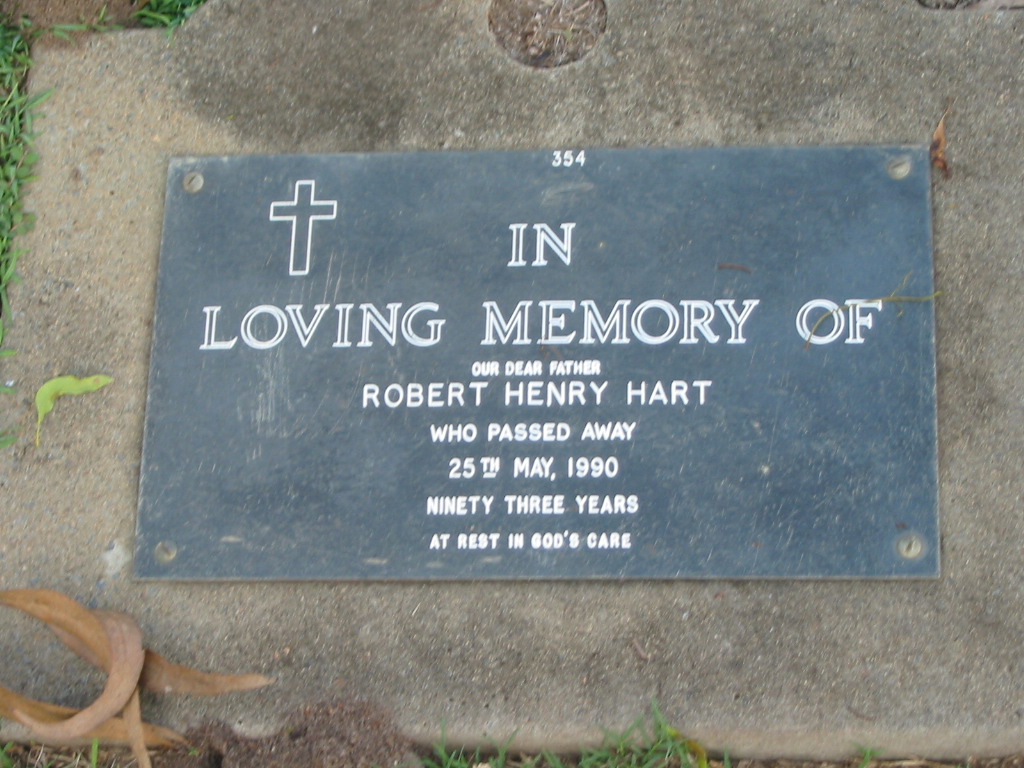 354
IN
LOVING MEMORY OF
OUR DEAR FATHER
ROBERT HENRY HART
WHO PASSED AWAY
25TH MAY, 1990
NINETY THREE YEARS
AT REST IN GOD'S CARE